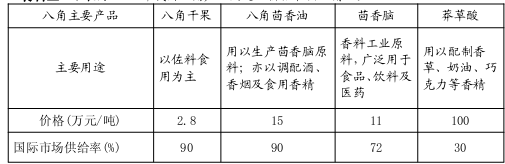 八角主要产品 八角干果 八角茴香油 茴香脑 莽草酸
主要用途 以佐料食用为主 用以生产茴香脑原料；亦以调配酒、香烟及食用香精 香料工业原料，广泛用于食品、饮料及医药 用以配制香草、奶油、巧克力等香精
价格(万元/吨) 2.8 15 11 100
国际市场供给率(%) 90 90 72 30